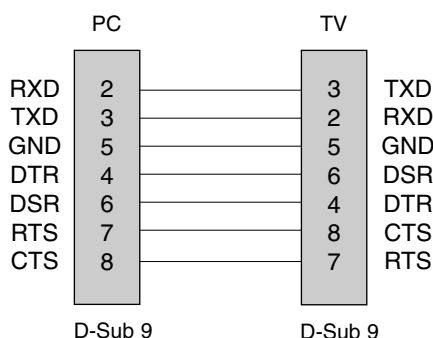 PC TV
RXD 2 3 TXD
TXD 3 2 RXD
GND 5 5 GND
DTR 4 6 DSR
DSR 6 4 DTR
RTS 7 8 CTS
CTS 8 7 RTS
D-Sub 9 D-Sub 9